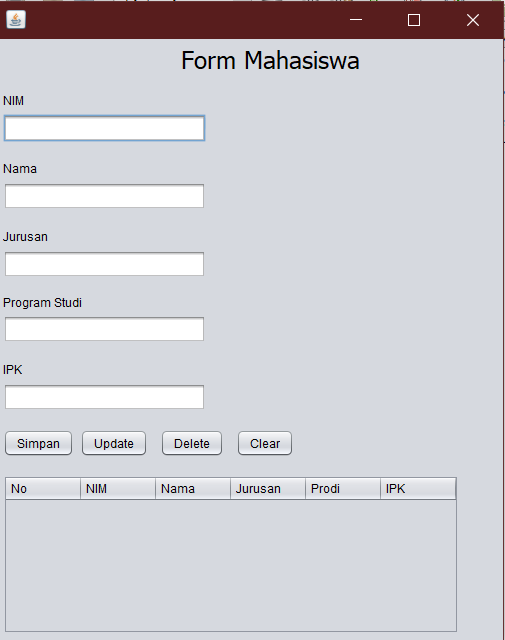 Form Mahasiswa
NIM
Nama
Jurusan
Program Studi
IPK
Simpan Update Delete Clear
No NIM Nama Jurusan Prodi IPK